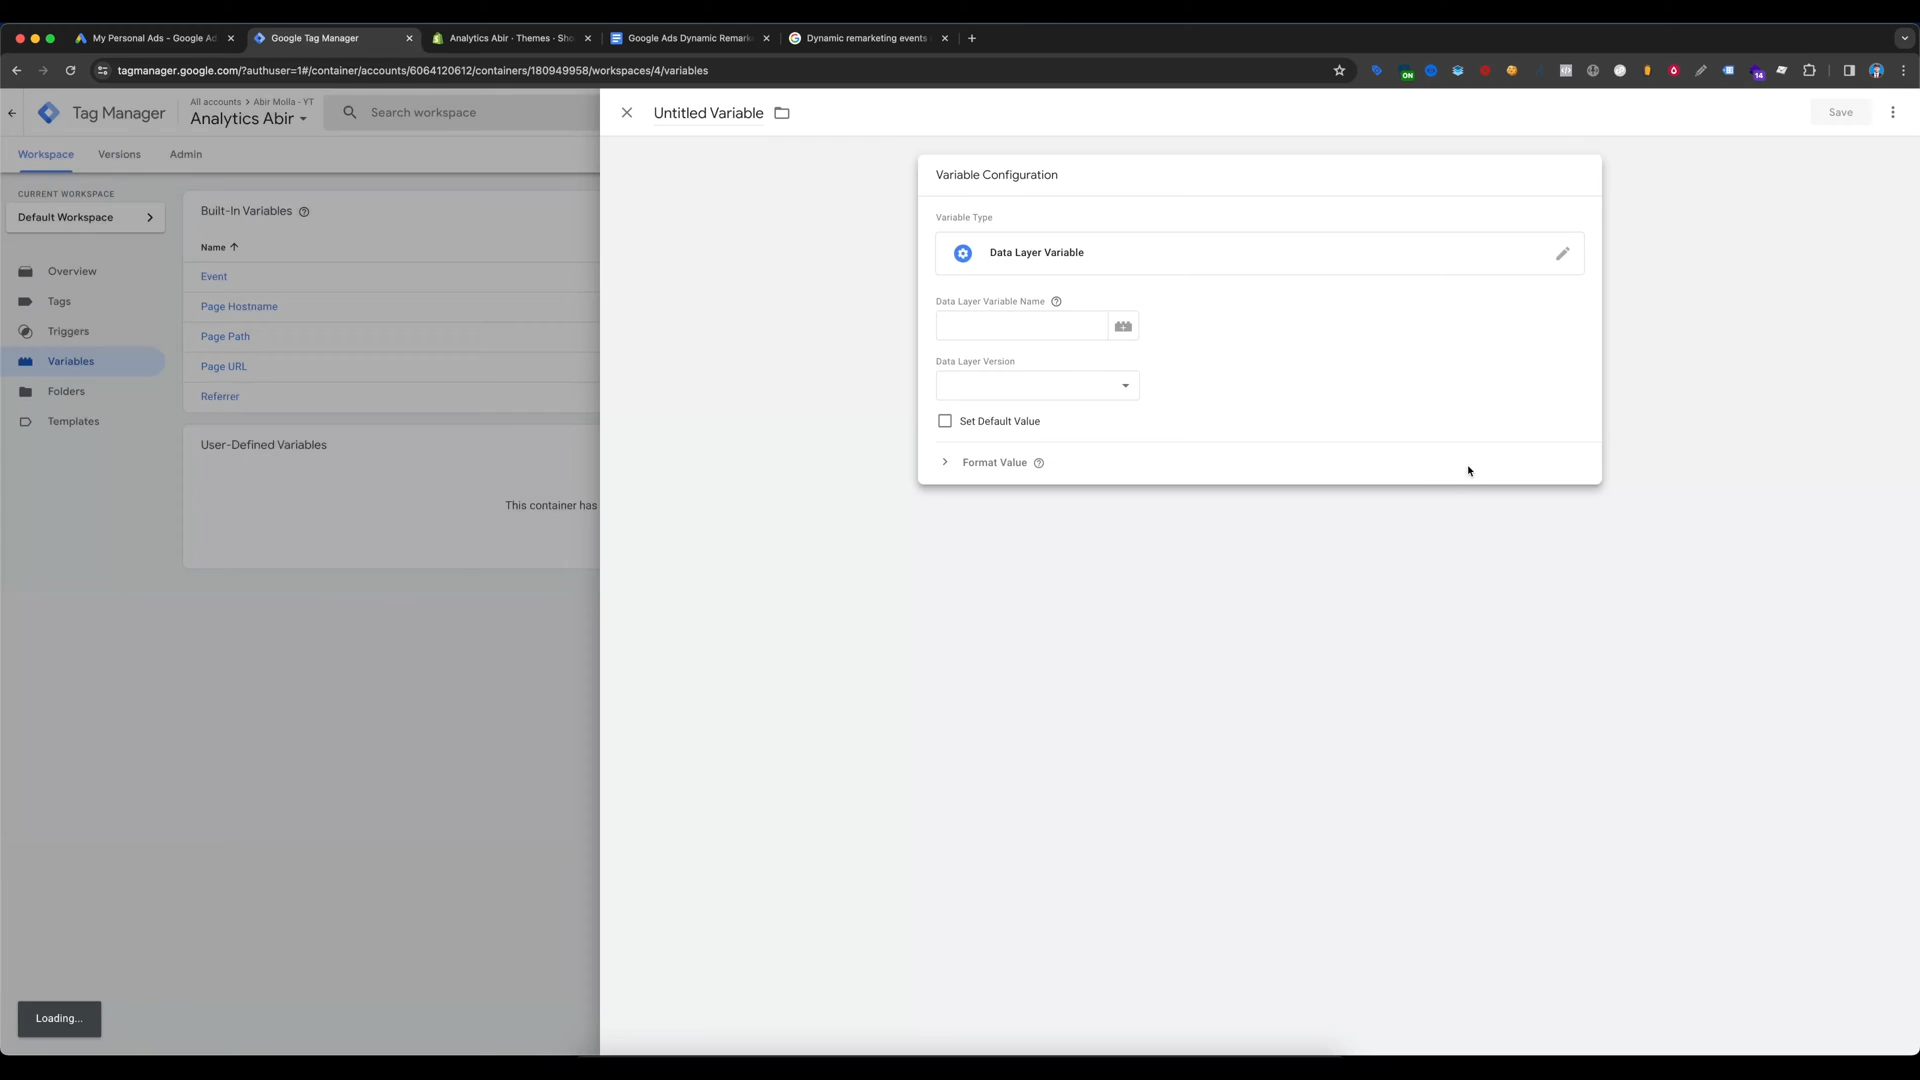 My Personal Ads - Google Ad
Google Tag Manager
Analytics Abir · Themes · Sho
Google Ads Dynamic Remark
Dynamic remarketing events
tagmanager.google.com/?authuser=1#/container/accounts/6064120612/containers/180949958/workspaces/4/variables
ON
14
Tag Manager
All accounts > Abir Molla - YT
Analytics Abir
Search workspace
Untitled Variable
Save
Workspace
Versions
Admin
CURRENT WORKSPACE
Default Workspace
Overview
Tags
Triggers
Variables
Folders
Templates
Built-In Variables
Name
Event
Page Hostname
Page Path
Page URL
Referrer
User-Defined Variables
This container has
Variable Configuration
Variable Type
Data Layer Variable
Data Layer Variable Name
Data Layer Version
Set Default Value
Format Value
Loading...